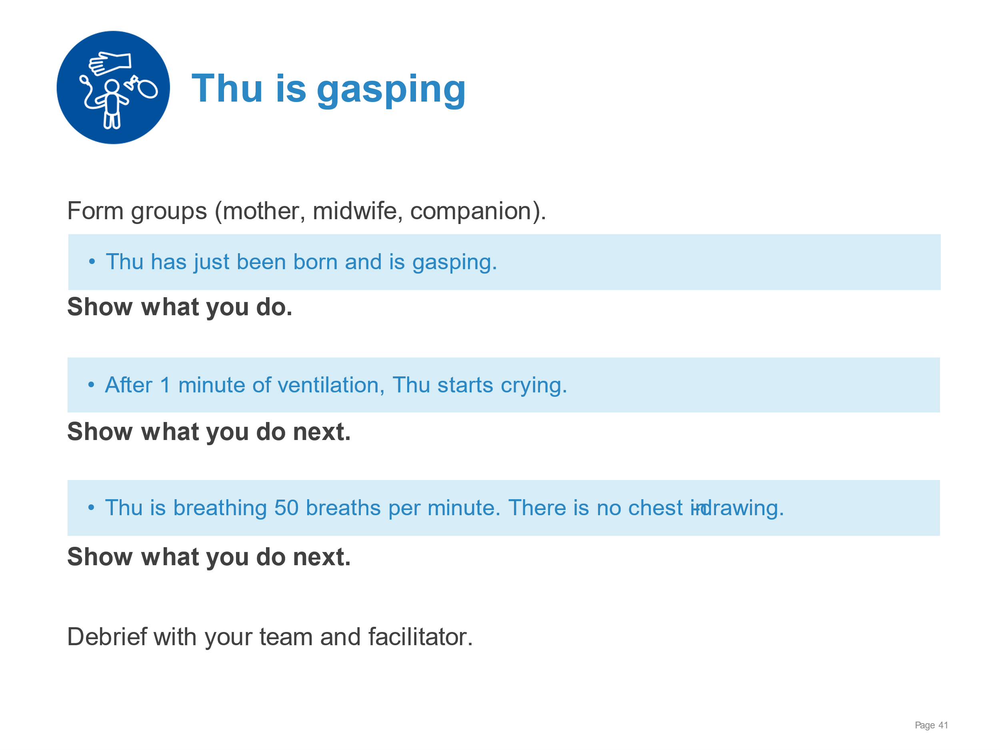 Thu is gasping
Form groups (mother, midwife, companion).
• Thu has just been born and is gasping.
Show what you do.
• After 1 minute of ventilation, Thu starts crying.
Show what you do next.
• Thu is breathing 50 breaths per minute. There is no chest in-drawing.
Show what you do next.
Debrief with your team and facilitator.
Page 41